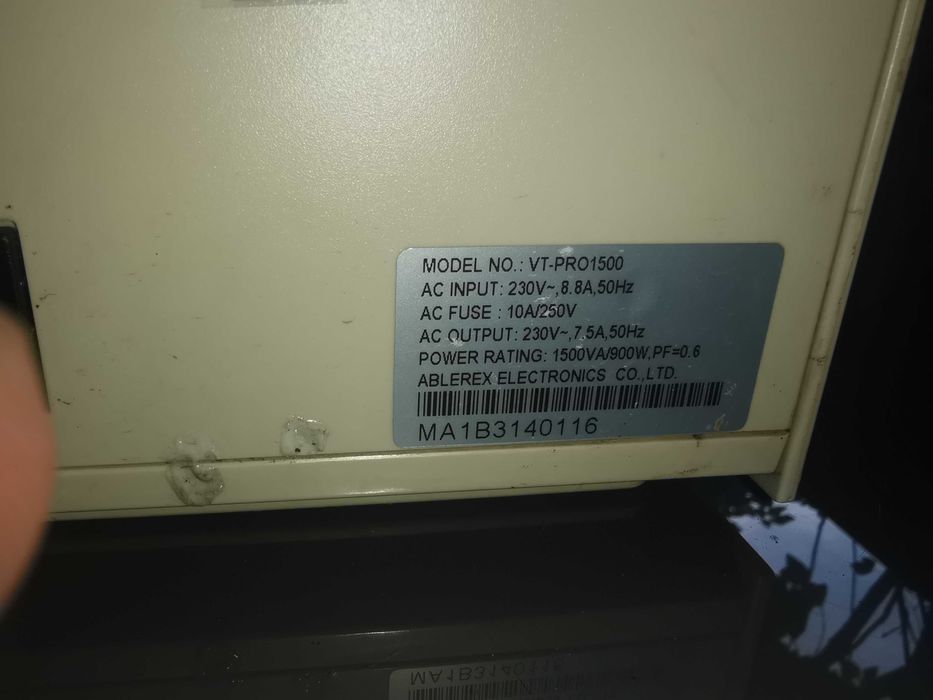 MODEL NO.: VT-PRO1500
AC INPUT: 230V~,8.8A,50Hz
AC FUSE : 10A/250V
AC OUTPUT: 230V~,7.5A,50Hz
POWER RATING: 1500VA/900W,PF=0.6
ABLEREX ELECTRONICS CO.,LTD.
MA1B3140116